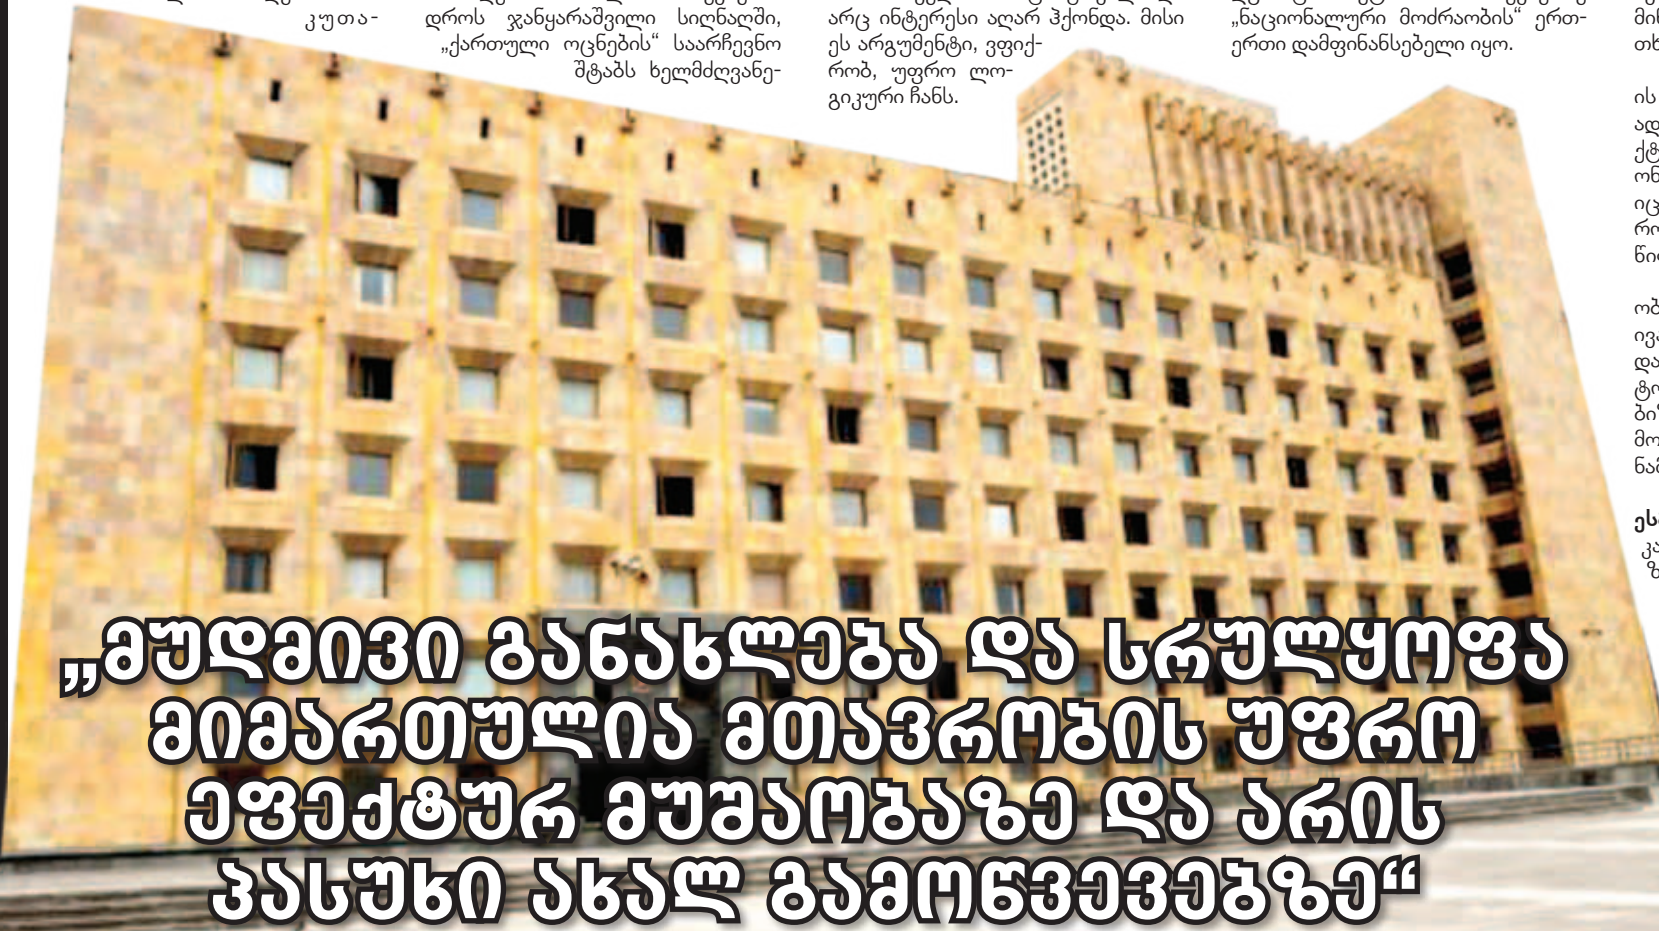 კუთა-
დროს ჯანყარაშვილი სიღნაღში,
„ქართული ოცნების“ საარჩევნო
შტაბს ხელმძღვანე-
არც ინტერესი აღარ ჰქონდა. მისი
ეს არგუმენტი, ვფიქ-
რობ, უფრო ლო-
გიკური ჩანს.
„ნაციონალური მოძრაობის“ ერთ-
ერთი დამფინანსებელი იყო.
„მუდმივი განახლება და სრულყოფა
მიმართულია მთავრობის უფრო
ეფექტურ მუშაობაზე და არის
პასუხი ახალ გამოწვევებზე“